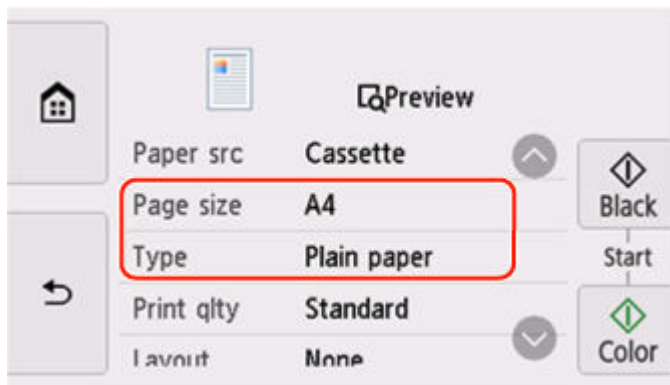 Preview
Paper src Cassette
Page size A4
Type Plain paper
Print qlty Standard
Layout None
Black
Start
Color